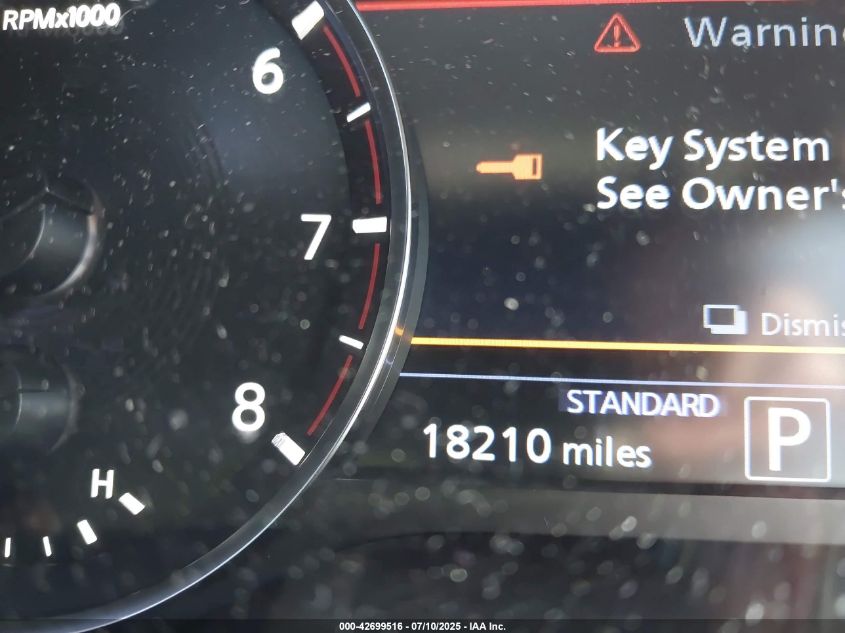 RPMx1000
6
7
8
H
Warnin
Key System
See Owner's
Dismis
STANDARD
P
18210 miles
000-42699516 - 07/10/2025 - IAA Inc.